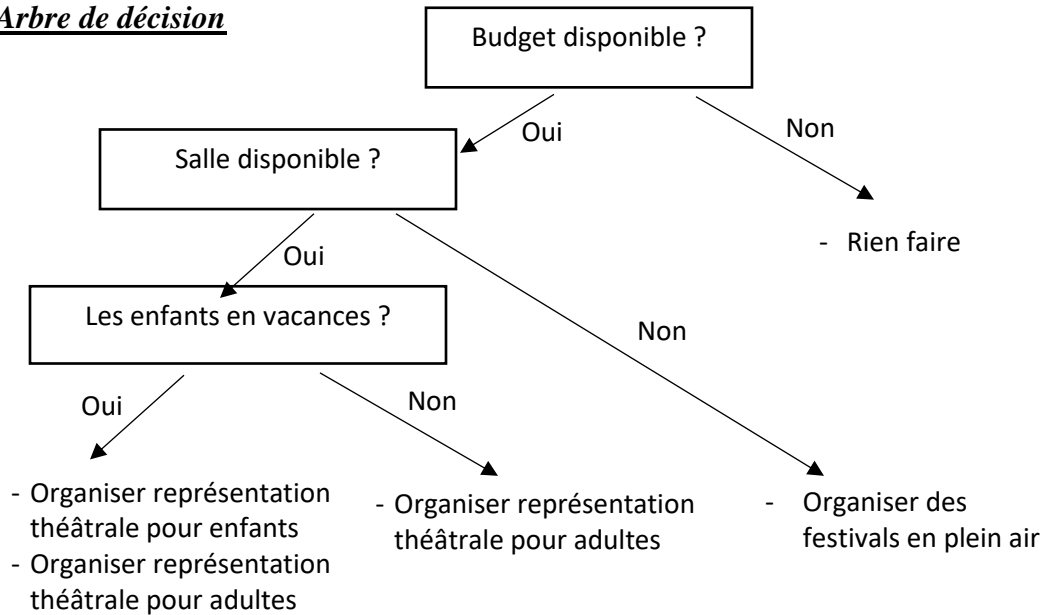 Arbre de décision
Budget disponible ?
Oui
Non
Salle disponible ?
- Rien faire
Oui
Non
Les enfants en vacances ?
Oui
Non
- Organiser représentation
théâtrale pour enfants
- Organiser représentation
théâtrale pour adultes
- Organiser représentation
théâtrale pour adultes
- Organiser des
festivals en plein air